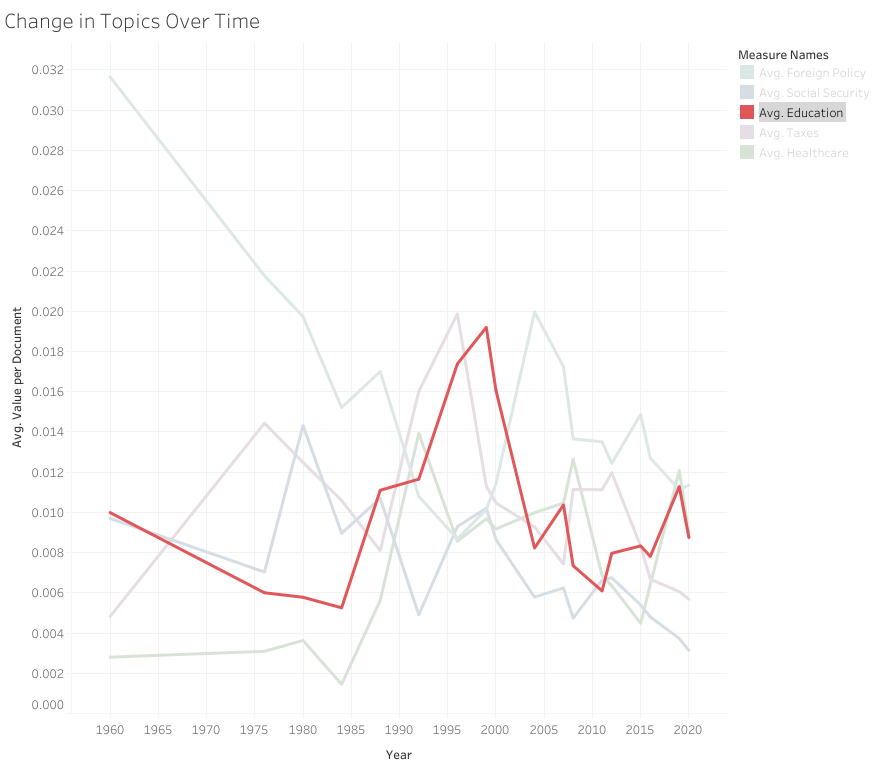 Change in Topics Over Time
Measure Names
Avg. Foreign Policy
Avg. Social Security
Avg. Education
Avg. Taxes
Avg. Healthcare
Avg. Value per Document
0.032
0.030
0.028
0.026
0.024
0.022
0.020
0.018
0.016
0.014
0.012
0.010
0.008
0.006
0.004
0.002
0.000
1960 1965 1970 1975 1980 1985 1990 1995 2000 2005 2010 2015 2020
Year